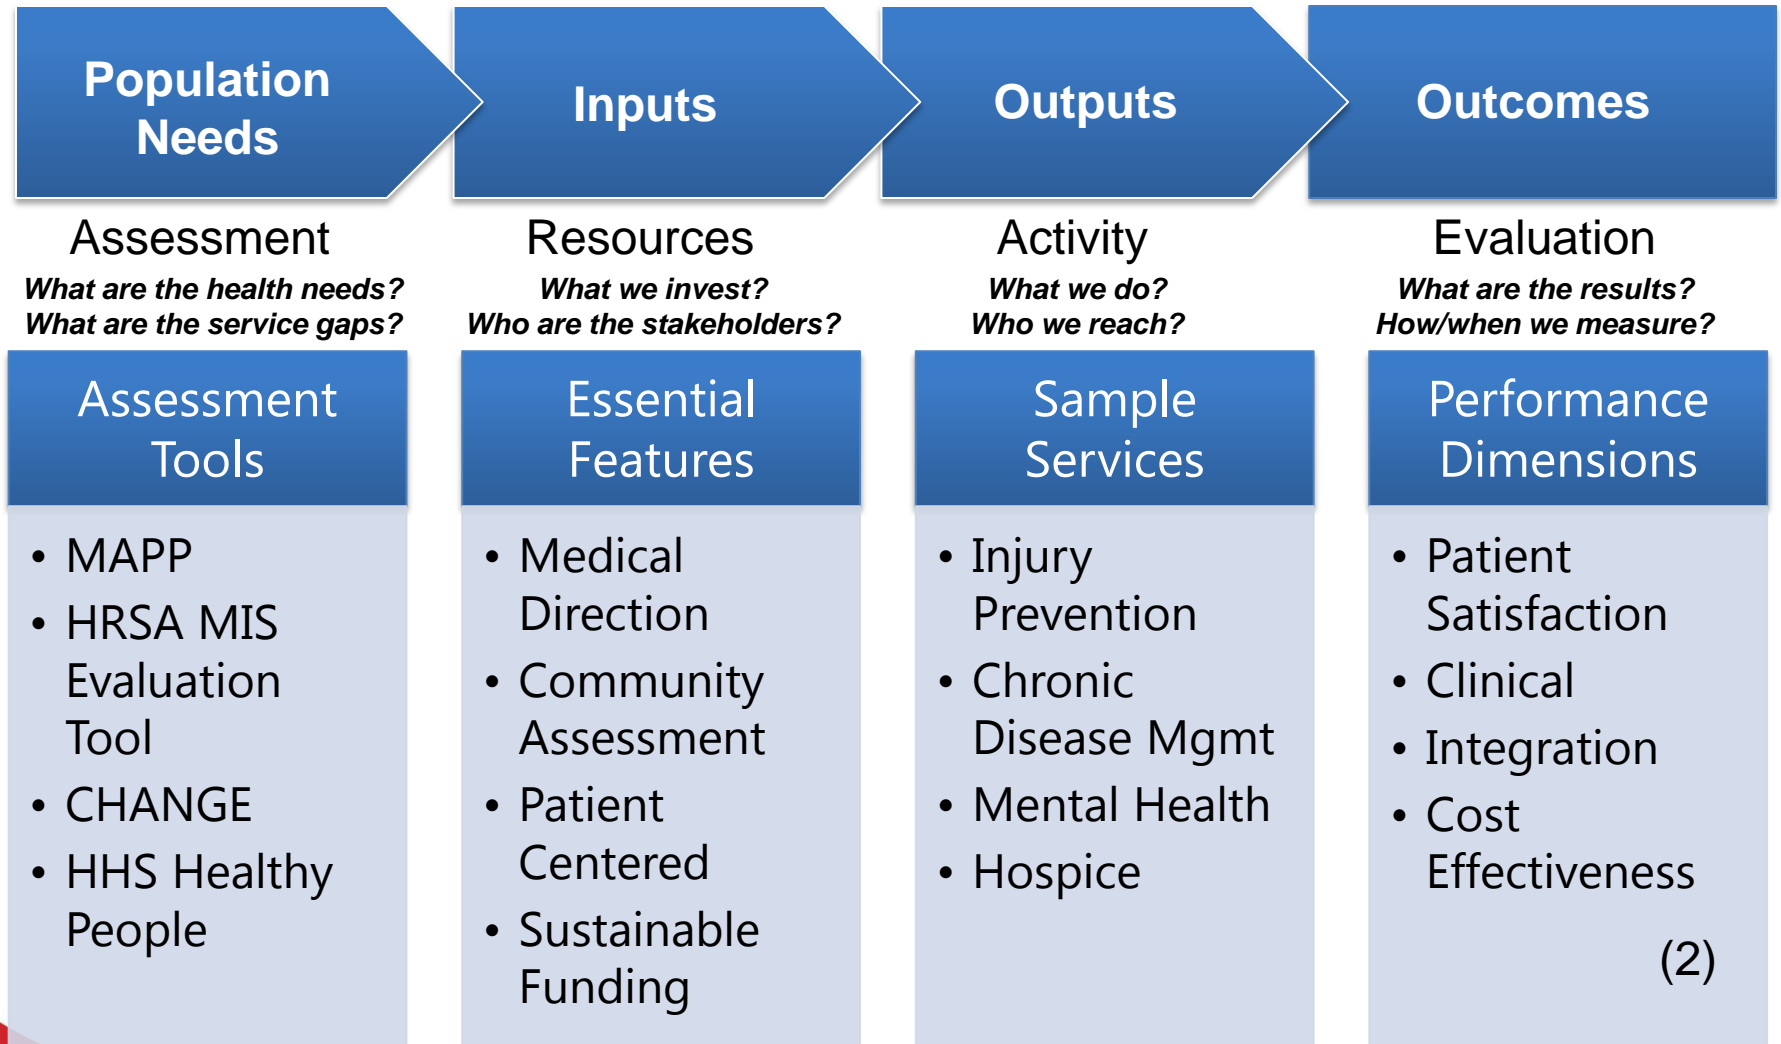 Population
Needs
Inputs
Outputs
Outcomes
Assessment
What are the health needs?
What are the service gaps?
Resources
What we invest?
Who are the stakeholders?
Activity
What we do?
Who we reach?
Evaluation
What are the results?
How/when we measure?
Assessment
Tools
• MAPP
• HRSA MIS
Evaluation
Tool
• CHANGE
• HHS Healthy
People
Essential
Features
• Medical
Direction
• Community
Assessment
• Patient
Centered
• Sustainable
Funding
Sample
Services
• Injury
Prevention
• Chronic
Disease Mgmt
• Mental Health
• Hospice
Performance
Dimensions
• Patient
Satisfaction
• Clinical
• Integration
• Cost
Effectiveness
(2)